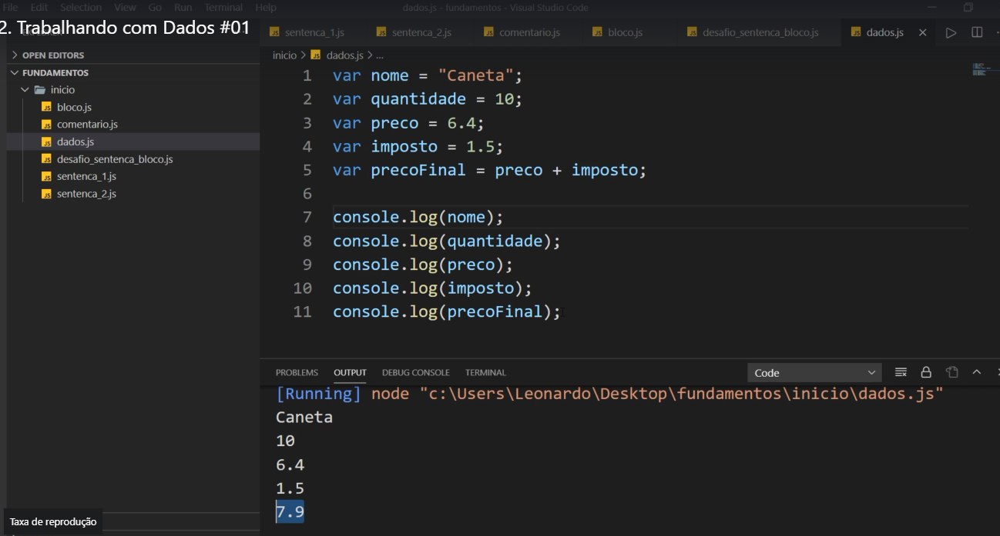 File Edit Selection View Go Run Terminal Help
dados.js - fundamentos - Visual Studio Code
2. Trabalhando com Dados #01
sentenca_1.js
sentenca_2.js
comentario.js
bloco.js
desafio_sentenca_bloco.js
dados.js
OPEN EDITORS
FUNDAMENTOS
inicio
bloco.js
comentario.js
dados.js
desafio_sentenca_bloco.js
sentenca_1.js
sentenca_2.js
inicio > dados.js > ...
1 var nome = "Caneta";
2 var quantidade = 10;
3 var preco = 6.4;
4 var imposto = 1.5;
5 var precoFinal = preco + imposto;
6
7 console.log(nome);
8 console.log(quantidade);
9 console.log(preco);
10 console.log(imposto);
11 console.log(precoFinal);
PROBLEMS OUTPUT DEBUG CONSOLE TERMINAL
Code
[Running] node "c:\Users\Leonardo\Desktop\fundamentos\inicio\dados.js"
Caneta
10
6.4
1.5
7.9
Taxa de reprodução